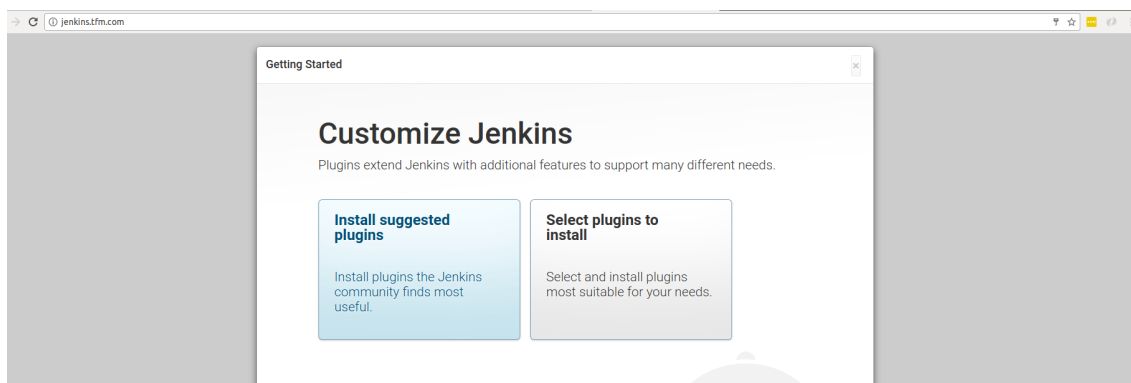 jenkins.tfm.com
Getting Started
×
Customize Jenkins
Plugins extend Jenkins with additional features to support many different needs.
Install suggested
plugins
Install plugins the Jenkins
community finds most
useful.
Select plugins to
install
Select and install plugins
most suitable for your needs.